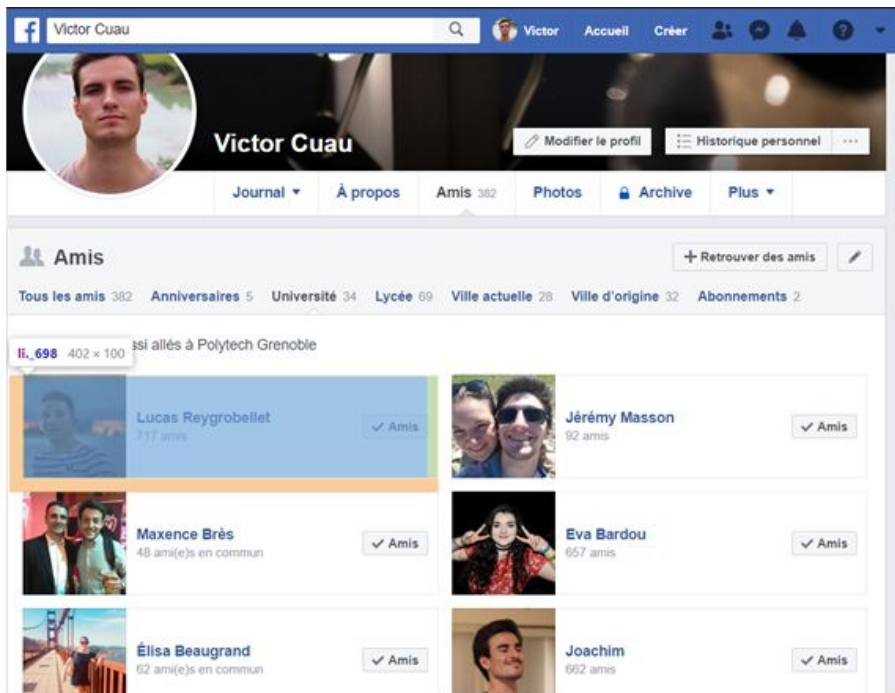 f Victor Cuau Victor Accueil Créer
Victor Cuau Modifier le profil Historique personnel ...
Journal À propos Amis 382 Photos Archive Plus
Amis + Retrouver des amis
Tous les amis 382 Anniversaires 5 Université 34 Lycée 69 Ville actuelle 28 Ville d'origine 32 Abonnements 2
li._698 402 × 100 ssi allés à Polytech Grenoble
Lucas Reygrobellet
717 amis
Amis
Jérémy Masson
92 amis
Amis
Maxence Brès
48 ami(e)s en commun
Amis
Eva Bardou
657 amis
Amis
Élisa Beaugrand
62 ami(e)s en commun
Amis
Joachim
662 amis
Amis